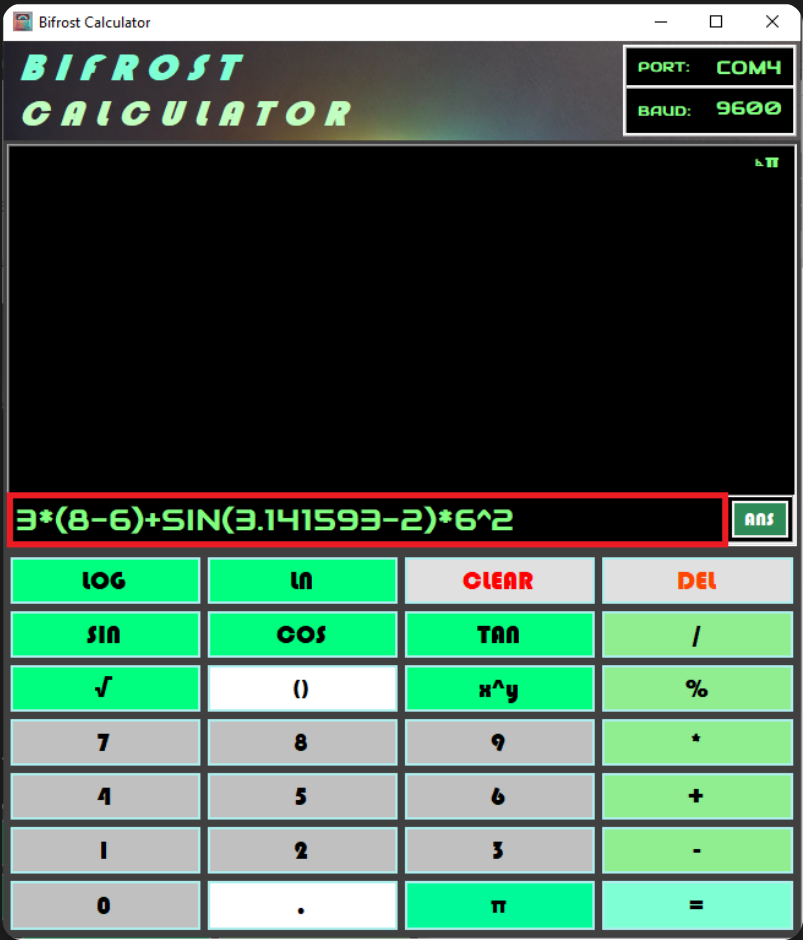 Bifrost Calculator
BIFROST
CALCULATOR
PORT: COM4
BAUD: 9600
π
3*(8-6)+SIN(3.141593-2)*6^2
ANS
LOG LN CLEAR DEL
SIN COS TAN /
√ () x^y %
7 8 9 *
4 5 6 +
1 2 3 -
0 . π =